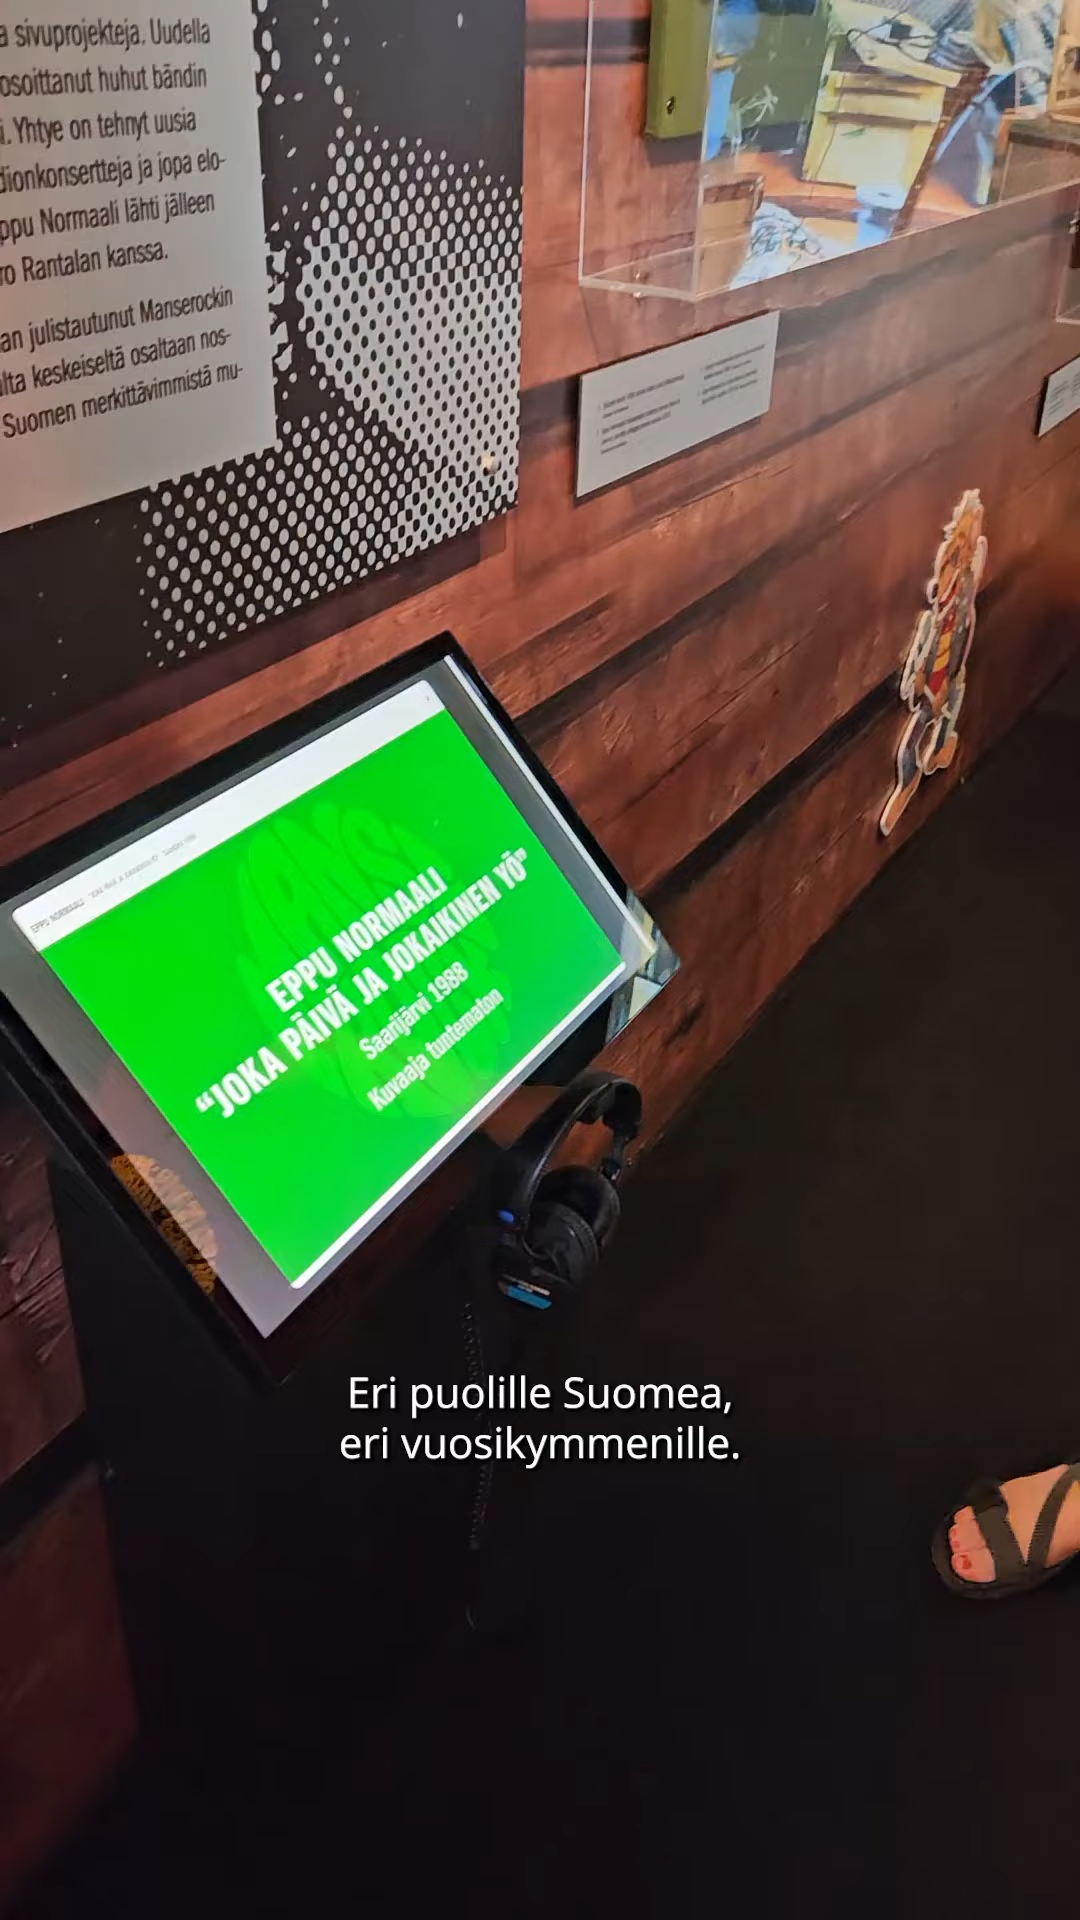 a sivuprojekteja. Uudella
osoittanut huhut bändin
i. Yhtye on tehnyt uusia
dionkonsertteja ja jopa elo-
ppu Normaali lähti jälleen
ro Rantalan kanssa.
an julistautunut Manserockin
lta keskeiseltä osaltaan nos-
Suomen merkittävimmistä mu-
EPPU NORMAALI
EPPU NORMAALI
“JOKA PÄIVÄ JA JOKAIKINEN YÖ”
Saarijärvi 1988
Kuvaaja tuntematon
Eri puolille Suomea,
eri vuosikymmenille.